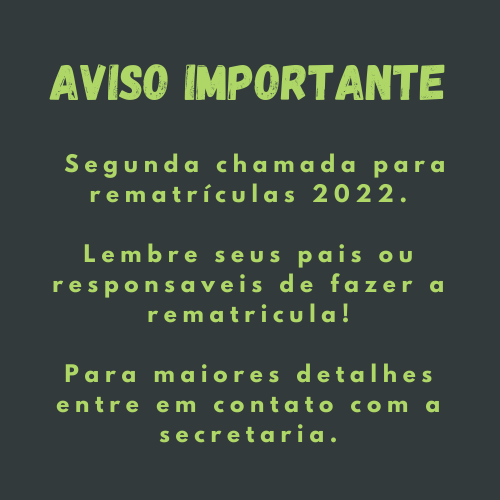 AVISO IMPORTANTE
Segunda chamada para
rematrículas 2022.
Lembre seus pais ou
responsaveis de fazer a
rematricula!
Para maiores detalhes
entre em contato com a
secretaria.